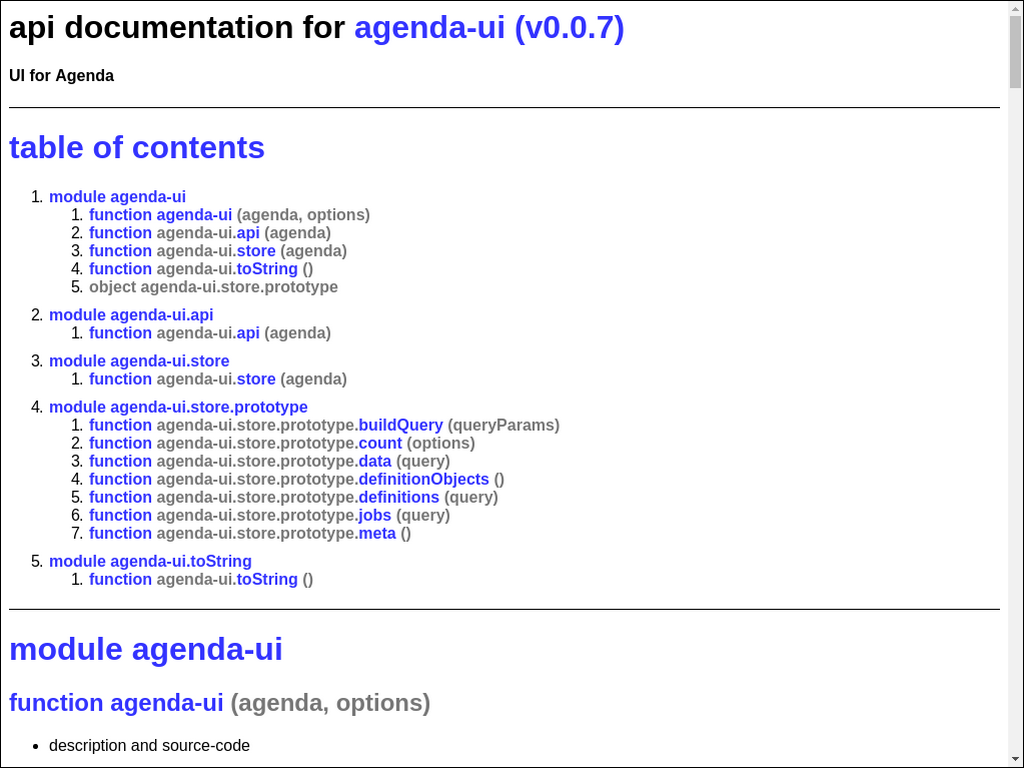 api documentation for agenda-ui (v0.0.7)
UI for Agenda
table of contents
1. module agenda-ui
1. function agenda-ui (agenda, options)
2. function agenda-ui.api (agenda)
3. function agenda-ui.store (agenda)
4. function agenda-ui.toString ()
5. object agenda-ui.store.prototype
2. module agenda-ui.api
1. function agenda-ui.api (agenda)
3. module agenda-ui.store
1. function agenda-ui.store (agenda)
4. module agenda-ui.store.prototype
1. function agenda-ui.store.prototype.buildQuery (queryParams)
2. function agenda-ui.store.prototype.count (options)
3. function agenda-ui.store.prototype.data (query)
4. function agenda-ui.store.prototype.definitionObjects ()
5. function agenda-ui.store.prototype.definitions (query)
6. function agenda-ui.store.prototype.jobs (query)
7. function agenda-ui.store.prototype.meta ()
5. module agenda-ui.toString
1. function agenda-ui.toString ()
module agenda-ui
function agenda-ui (agenda, options)
• description and source-code